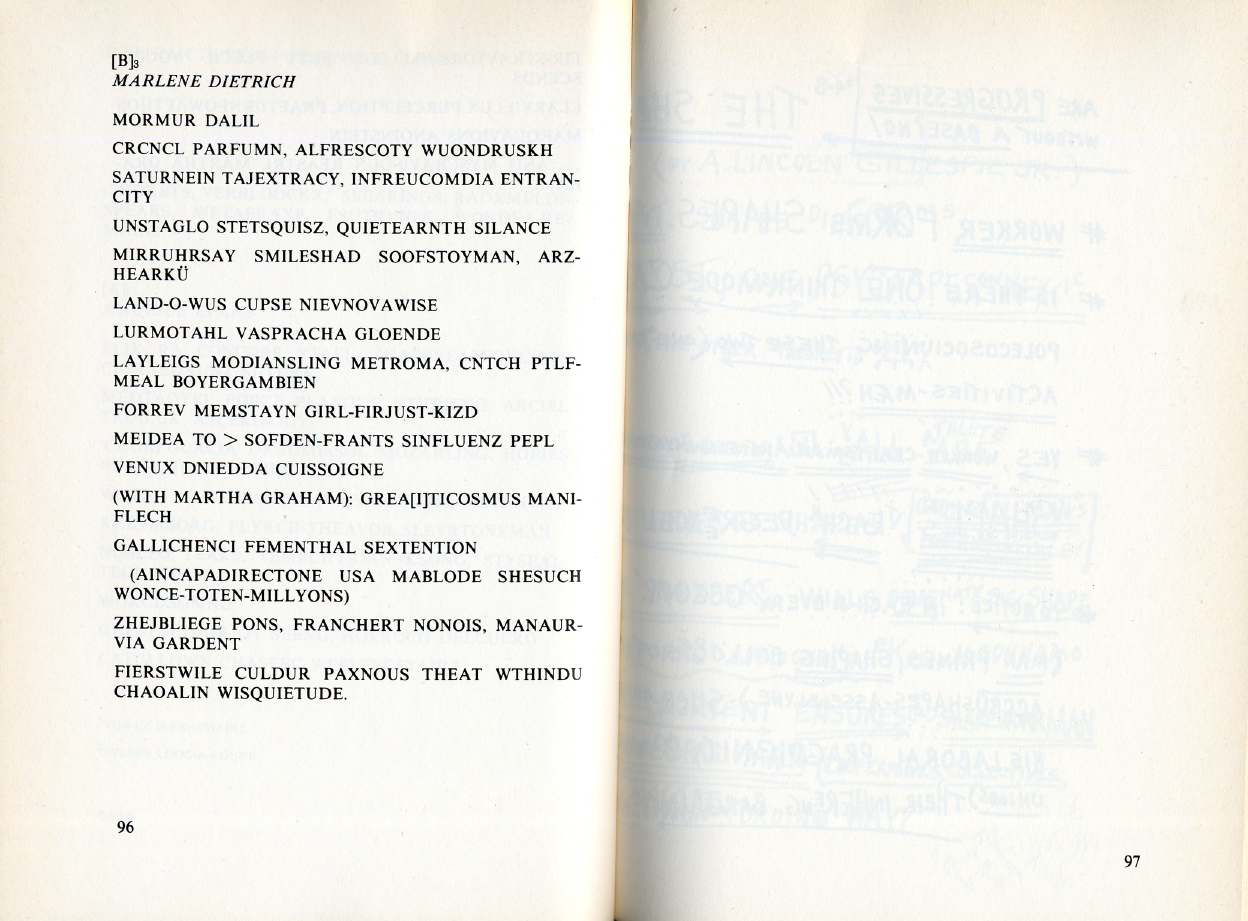 [B]₃
MARLENE DIETRICH
MORMUR DALIL
CRCNCL PARFUMN, ALFRESCOTY WUONDRUSKH
SATURNEIN TAJEXTRACY, INFREUCOMDIA ENTRAN-
CITY
UNSTAGLO STETSQUISZ, QUIETEARNTH SILANCE
MIRRUHRSAY SMILESHAD SOOFSTOYMAN, ARZ-
HEARKÜ
LAND-O-WUS CUPSE NIEVNOVAWISE
LURMOTAHL VASPRACHA GLOENDE
LAYLEIGS MODIANSLING METROMA, CNTCH PTLF-
MEAL BOYERGAMBIEN
FORREV MEMSTAYN GIRL-FIRJUST-KIZD
MEIDEA TO > SOFDEN-FRANTS SINFLUENZ PEPL
VENUX DNIEDDA CUISSOIGNE
(WITH MARTHA GRAHAM): GREA[I]TICOSMUS MANI-
FLECH
GALLICHENCI FEMENTHAL SEXTENTION
(AINCAPADIRECTONE USA MABLODE SHESUCH
WONCE-TOTEN-MILLYONS)
ZHEJBLIEGE PONS, FRANCHERT NONOIS, MANAUR-
VIA GARDENT
FIERSTWILE CULDUR PAXNOUS THEAT WTHINDU
CHAOALIN WISQUIETUDE.
96
97